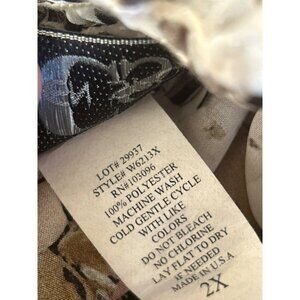 LOT# 29937
STYLE# W6213X
RN#103096
100% POLYESTER
MACHINE WASH
COLD GENTLE CYCLE
WITH LIKE
COLORS
DO NOT BLEACH
NO CHLORINE
LAY FLAT TO DRY
NEEDED
MADE IN U.S.A.
2X